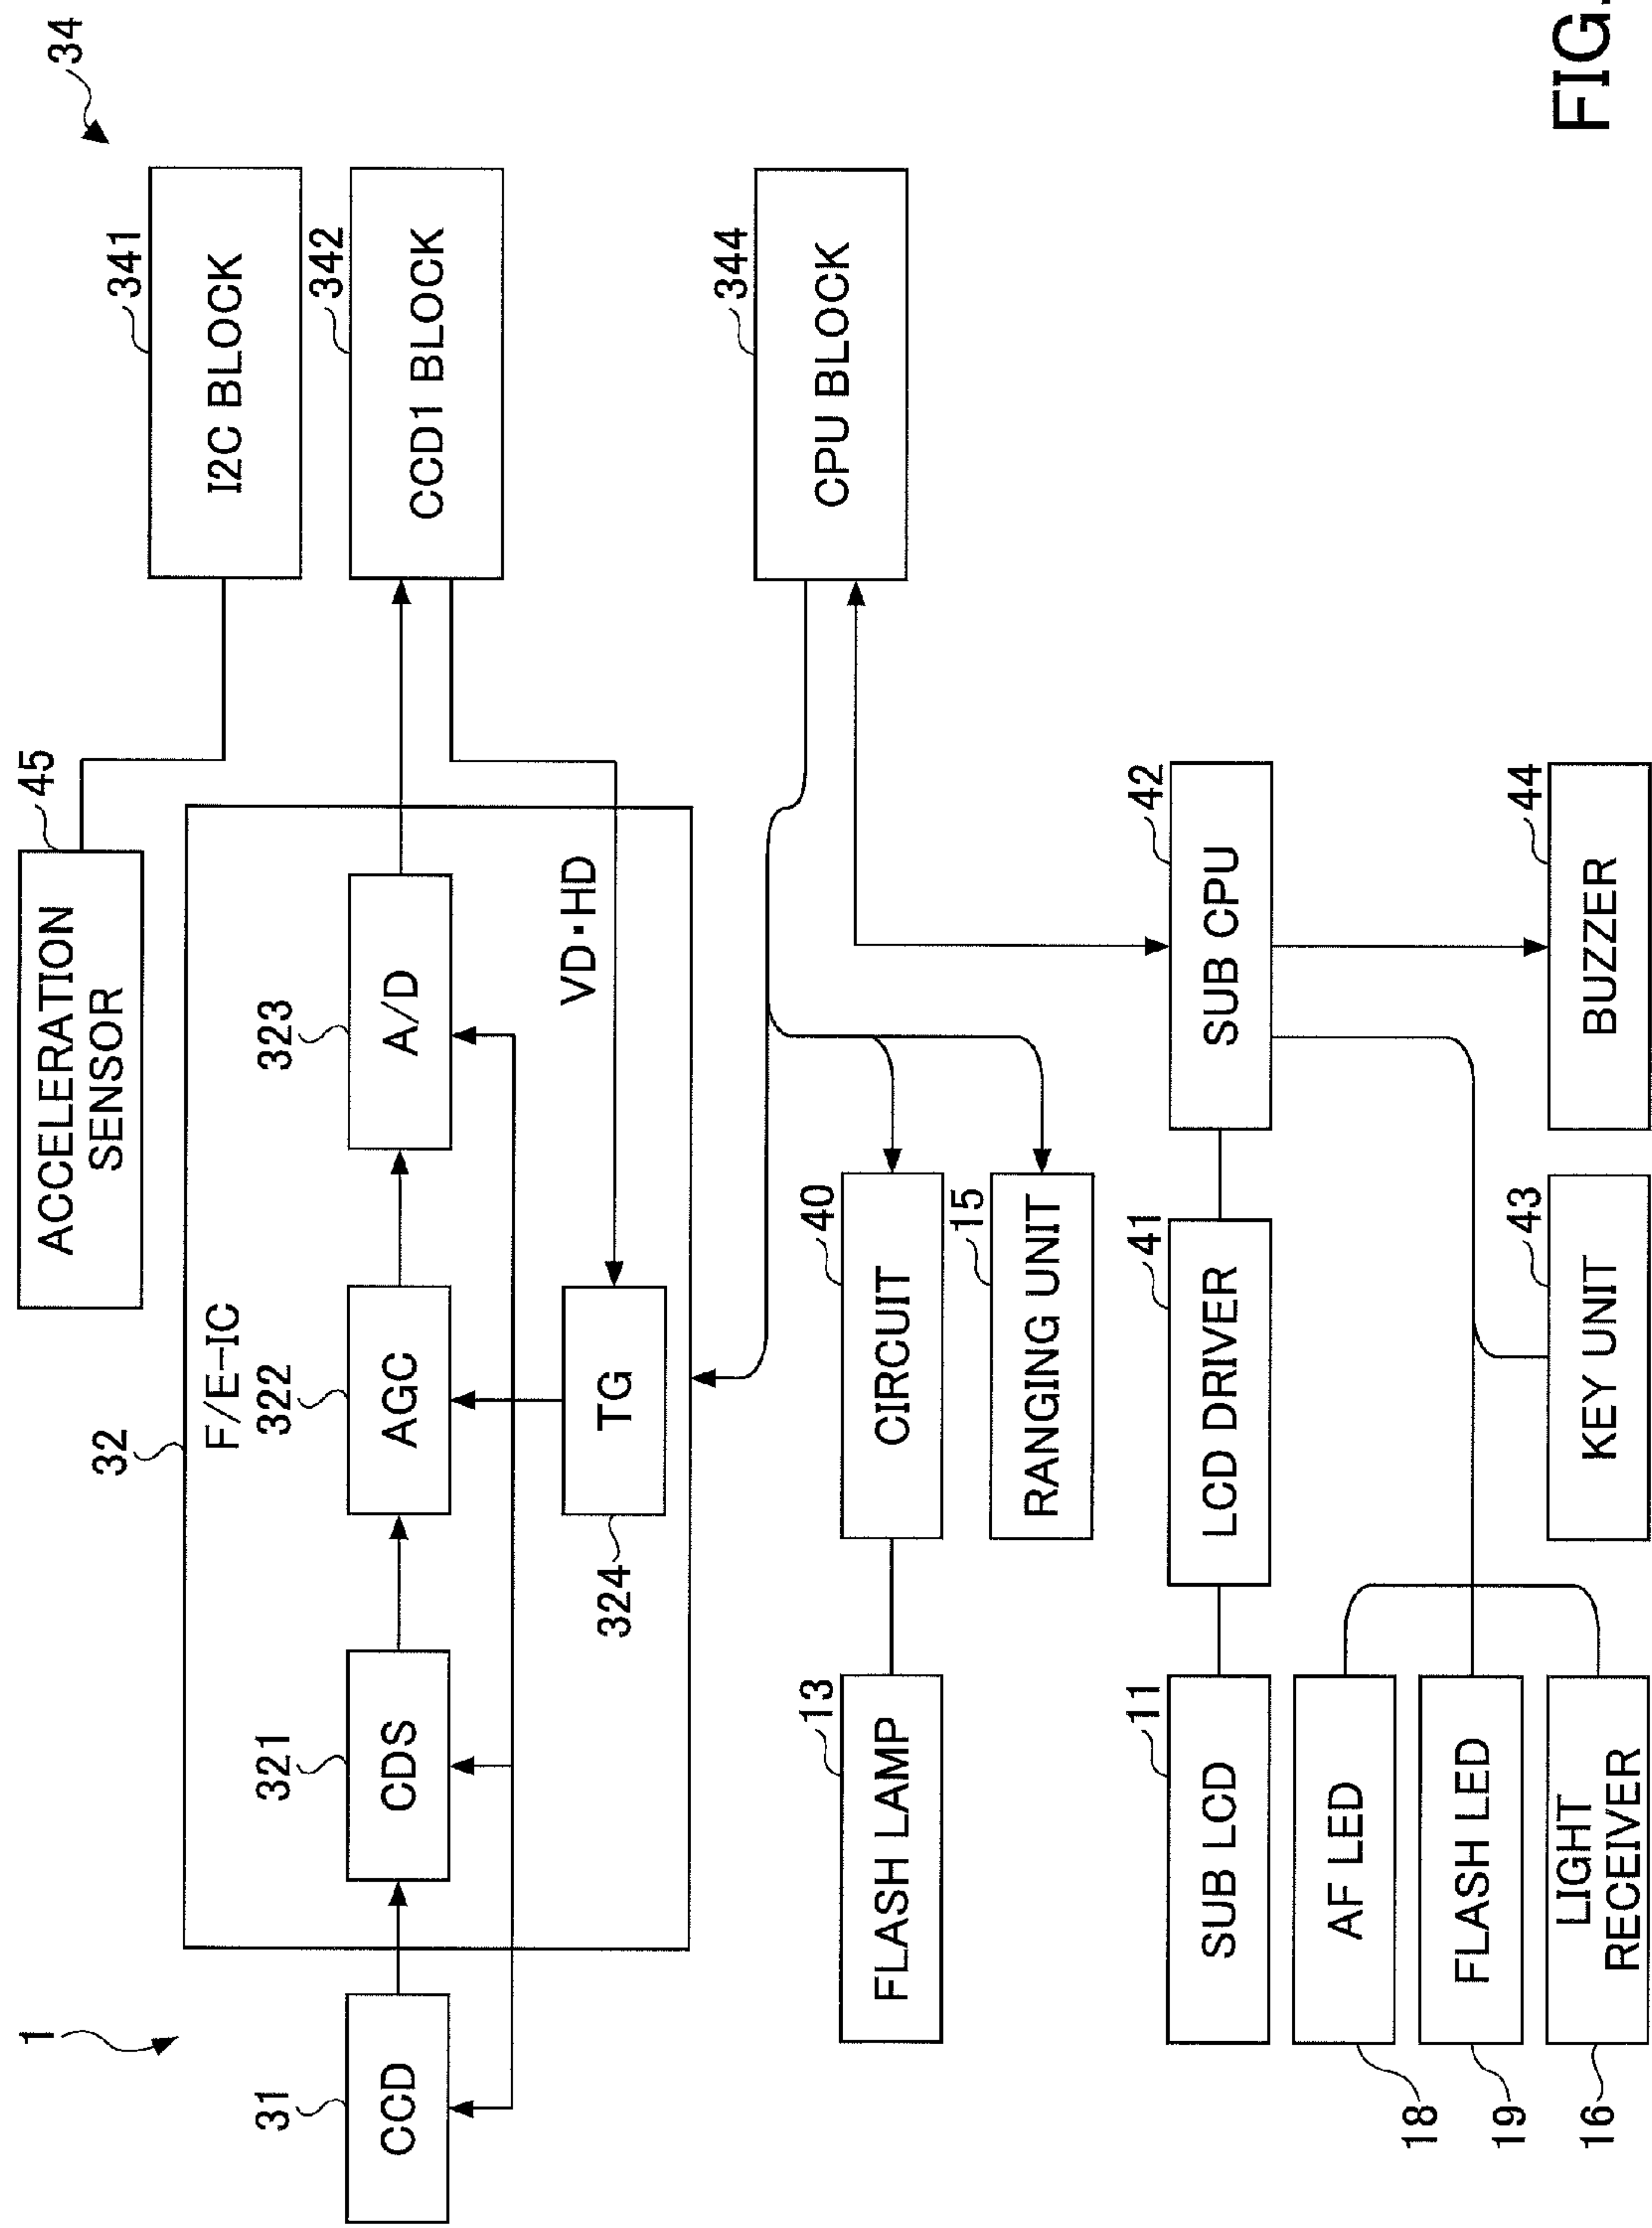 1
34
ACCELERATION
SENSOR
45
I2C BLOCK
341
32
F/E-IC
31
CCD
321
CDS
322
AGC
323
A/D
CCD1 BLOCK
342
324
TG
VD·HD
13
FLASH LAMP
40
CIRCUIT
15
RANGING UNIT
CPU BLOCK
344
11
SUB LCD
41
LCD DRIVER
42
SUB CPU
18
AF LED
19
FLASH LED
16
LIGHT
RECEIVER
43
KEY UNIT
44
BUZZER
FIG.